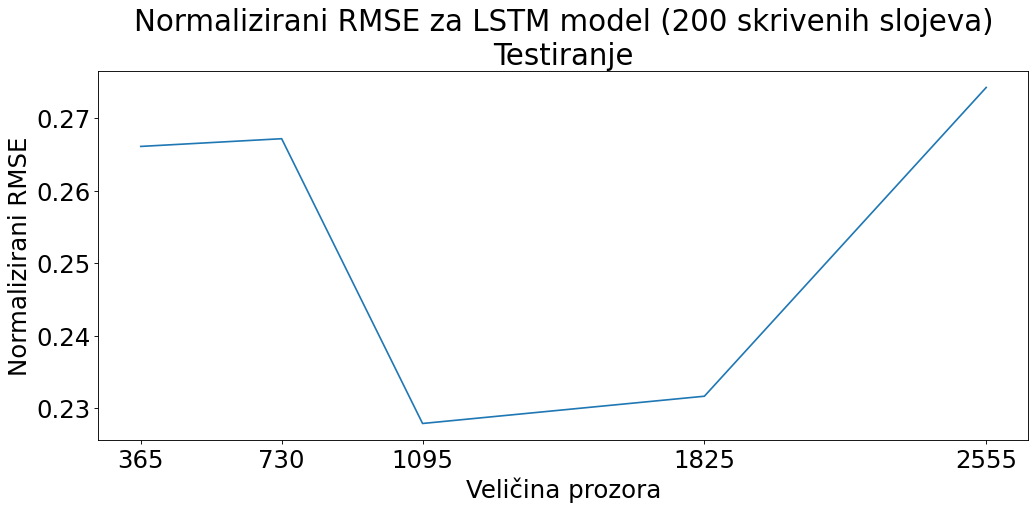 Normalizirani RMSE za LSTM model (200 skrivenih slojeva)
Testiranje
Normalizirani RMSE
0.27
0.26
0.25
0.24
0.23
365 730 1095 1825 2555
Veličina prozora